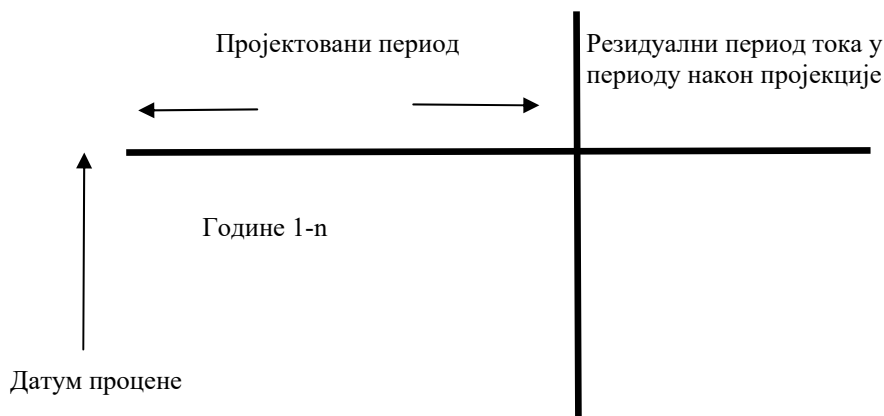 Пројектовани период
Резидуални период тока у
периоду након пројекције
Године 1-n
Датум процене